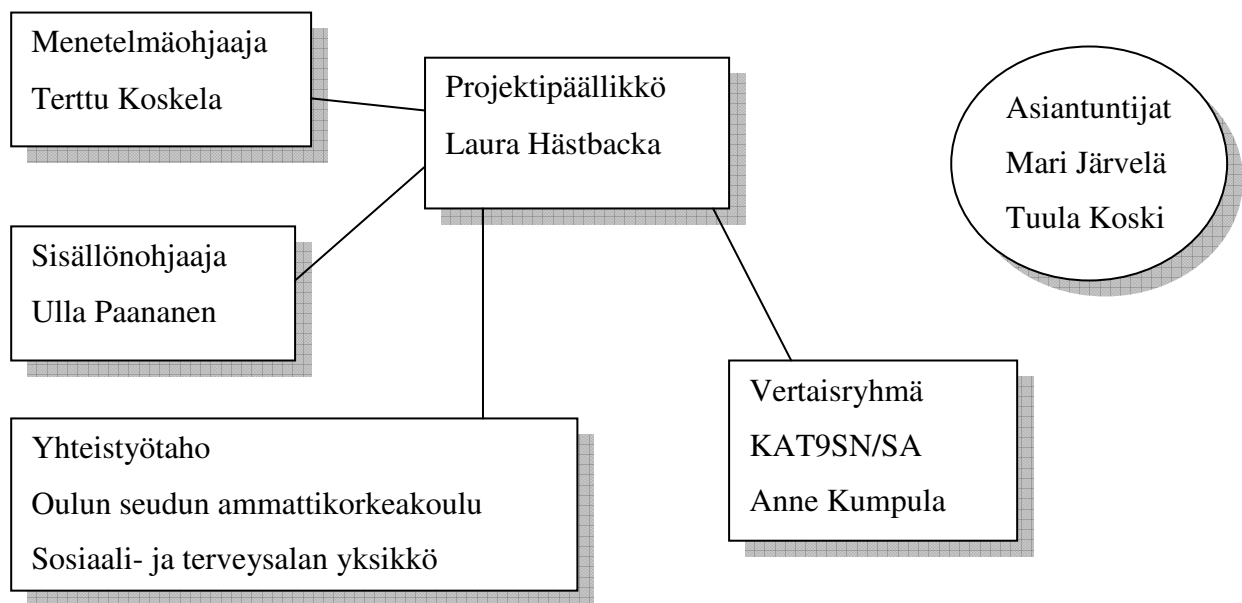 Menetelmäohjaaja
Terttu Koskela
Projektipäällikkö
Laura Hästbacka
Asiantuntijat
Mari Järvelä
Tuula Koski
Sisällönohjaaja
Ulla Paananen
Vertaisryhmä
KAT9SN/SA
Anne Kumpula
Yhteistyötaho
Oulun seudun ammattikorkeakoulu
Sosiaali- ja terveysalan yksikkö